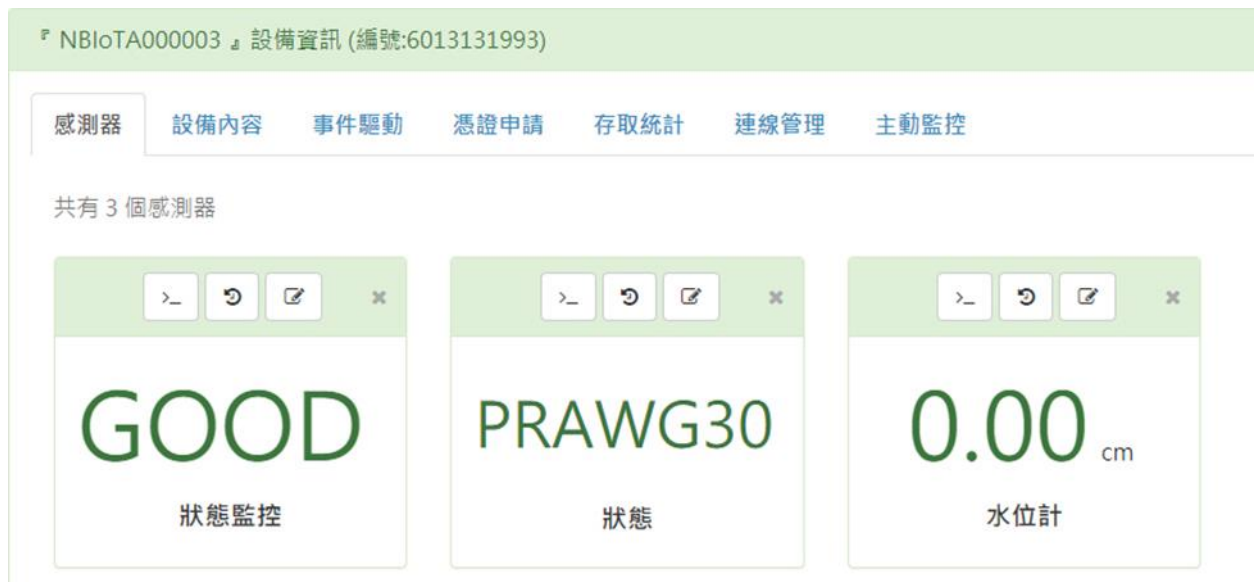 『 NBIoTA000003 』設備資訊 (編號:6013131993)
感測器 設備內容 事件驅動 憑證申請 存取統計 連線管理 主動監控
共有 3 個感測器
GOOD
狀態監控
PRAWG30
狀態
0.00 cm
水位計